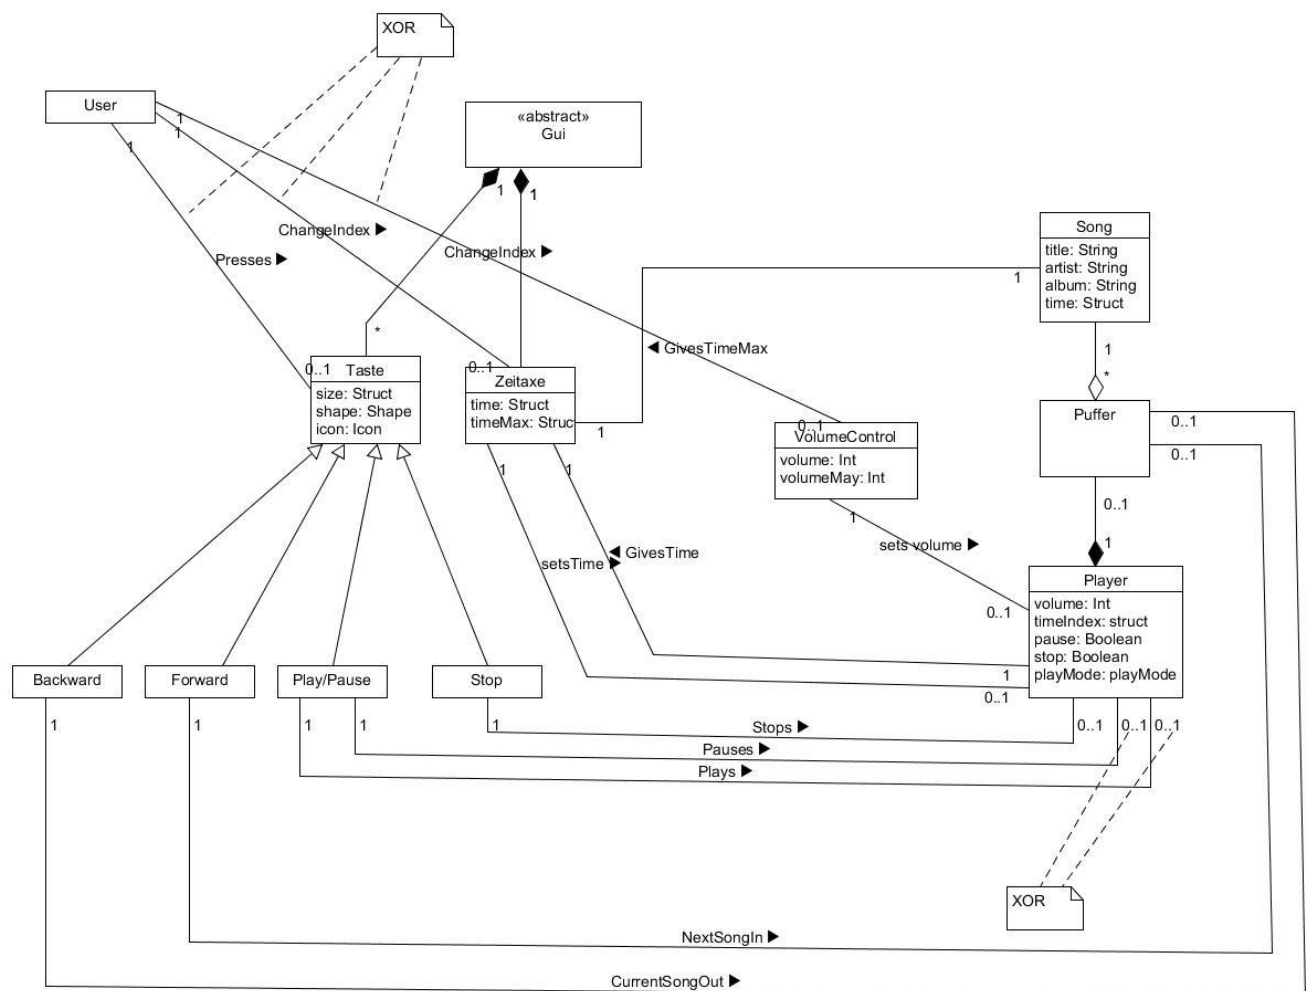 XOR
User
1
1
1
«abstract»
Gui
1
1
ChangeIndex ▶
ChangeIndex ▶
Presses ▶
Song
title: String
artist: String
album: String
time: Struct
1
*
◀ GivesTimeMax
1
*
0..1
Taste
size: Struct
shape: Shape
icon: Icon
0..1
Zeitaxe
time: Struct
timeMax: Struc
1
0..1
VolumeControl
volume: Int
volumeMay: Int
Puffer
0..1
0..1
1
1
1
0..1
sets volume ▶
1
◀ GivesTime
setsTime ▶
Player
volume: Int
timeIndex: struct
pause: Boolean
stop: Boolean
playMode: playMode
0..1
1
0..1
Backward
Forward
Play/Pause
Stop
1
1
1
1
1
Stops ▶
0..1
0..1
0..1
Pauses ▶
Plays ▶
XOR
NextSongIn ▶
CurrentSongOut ▶